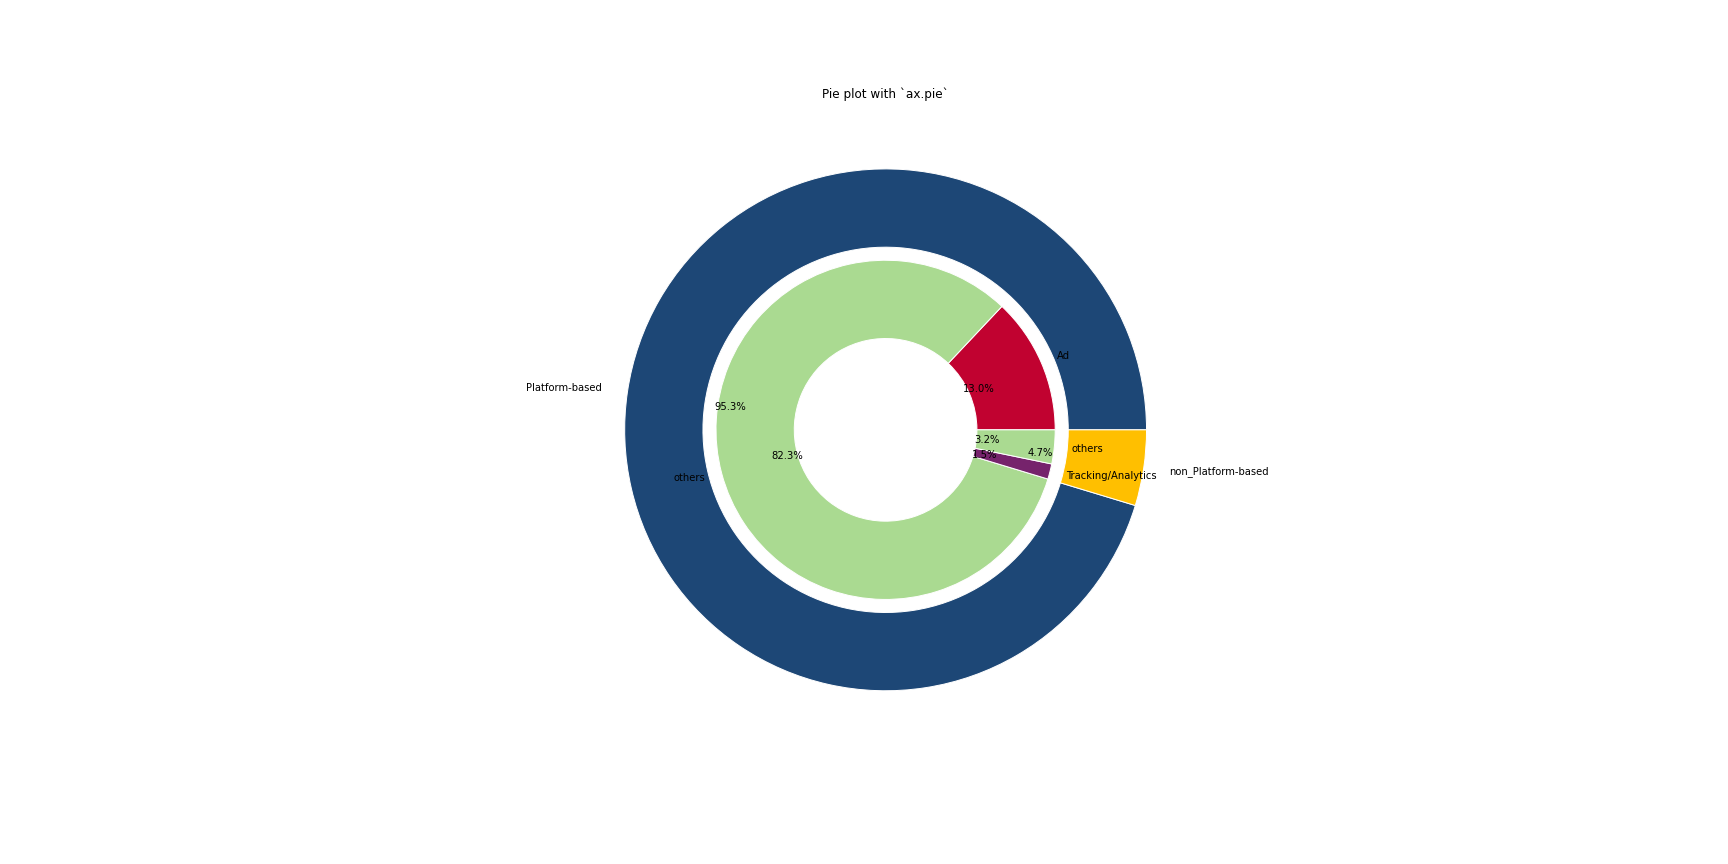 Pie plot with `ax.pie`
Ad
Platform-based
13.0%
95.3%
3.2%
others
4.7%
82.3%
1.5%
non_Platform-based
Tracking/Analytics
others